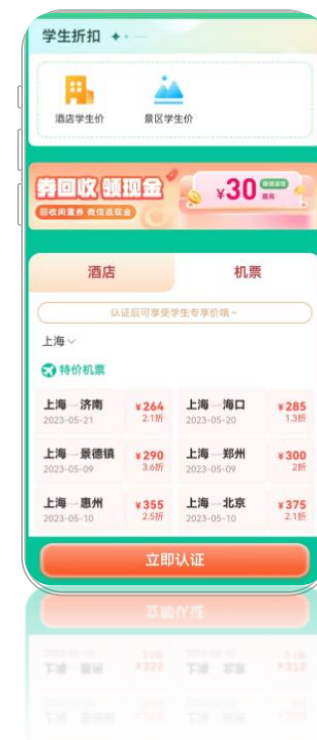 学生折扣
酒店学生价 景区学生价
券回收 领现金 ¥30
回收闲置券 微信返现金
酒店 机票
认证后可享受学生专享价哦~
上海
特价机票
上海 — 济南 ¥264 上海 — 海口 ¥285
2023-05-21 2.1折 2023-05-20 1.3折
上海 — 景德镇 ¥290 上海 — 郑州 ¥300
2023-05-09 3.6折 2023-05-09 2折
上海 — 惠州 ¥355 上海 — 北京 ¥375
2023-05-10 2.5折 2023-05-10 2.1折
立即认证